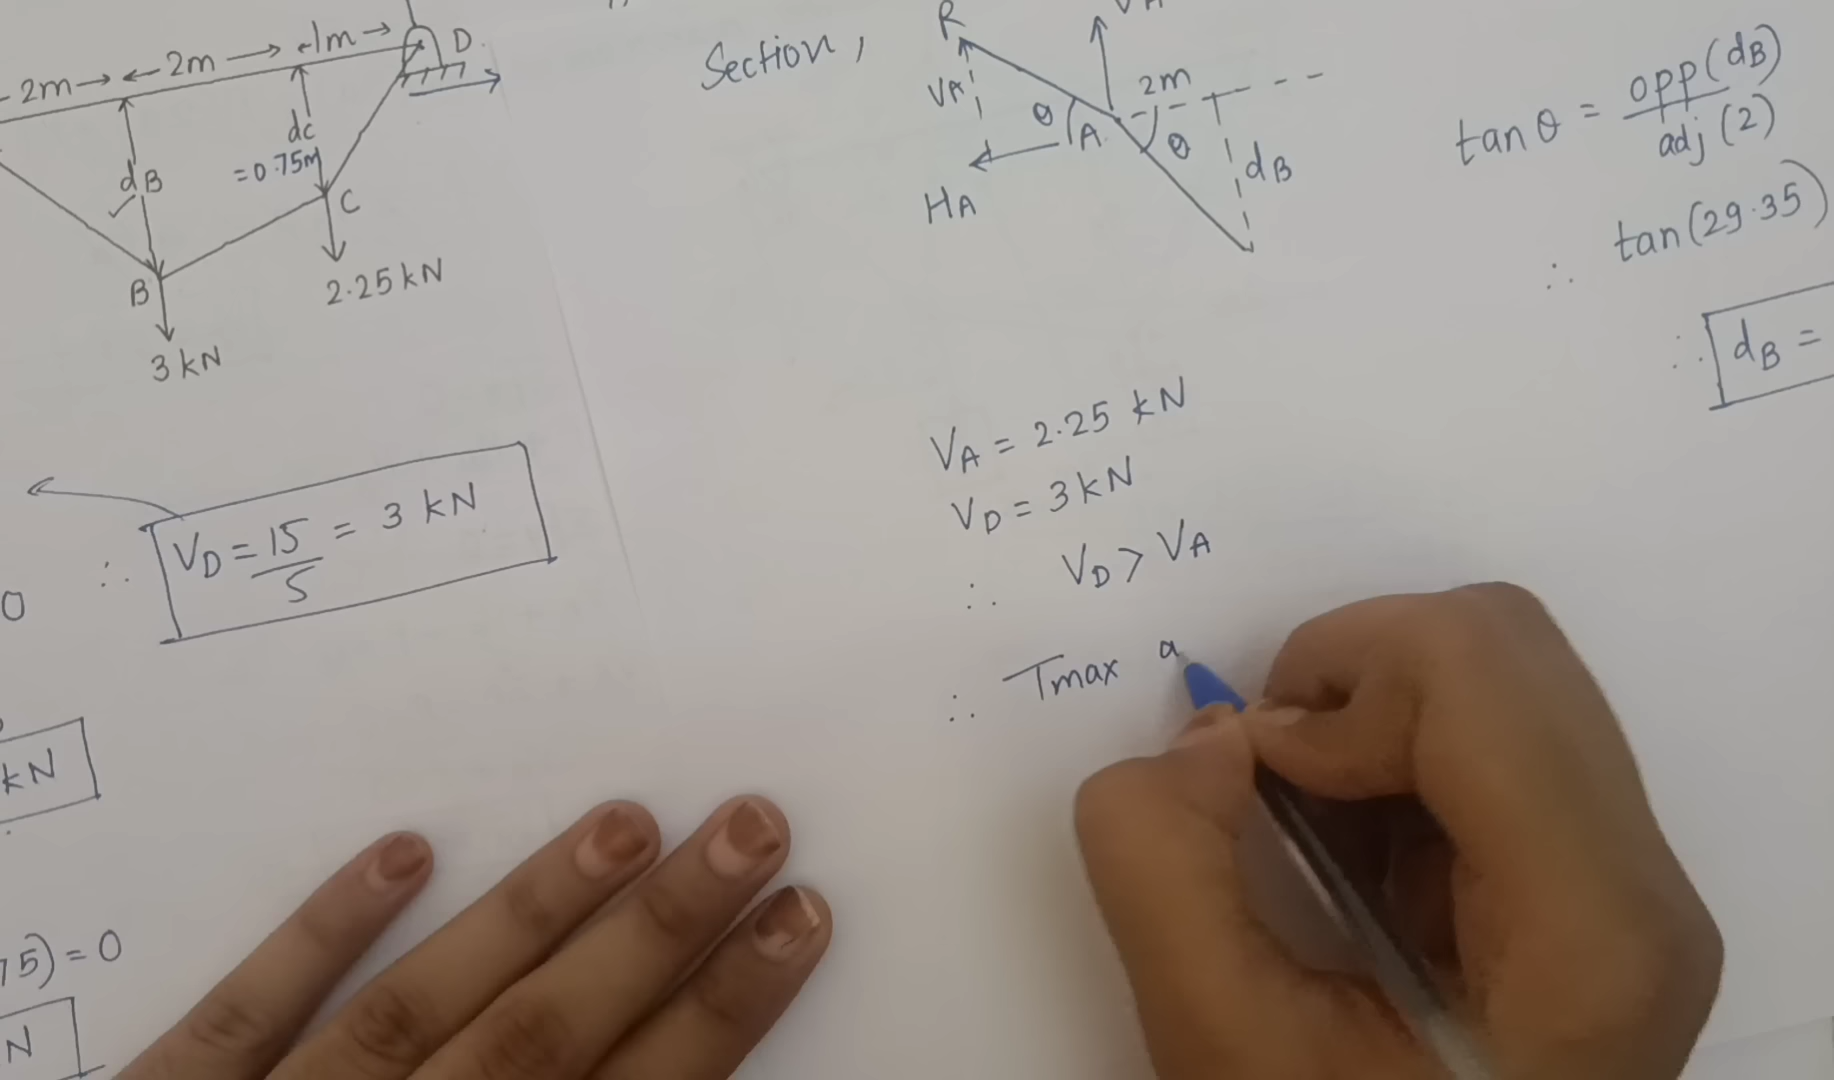 2m 2m 1m D
dB
dc
= 0.75m
C
B
2.25 kN
3 kN
∴ VD = 15/5 = 3 kN
0
kN
75) = 0
N
Section,
R
VA
θ
A
2m
θ
dB
HA
VA = 2.25 kN
VD = 3 kN
∴ VD > VA
∴ Tmax a
tan θ = opp (dB) / adj (2)
∴ tan (29.35)
∴ dB =